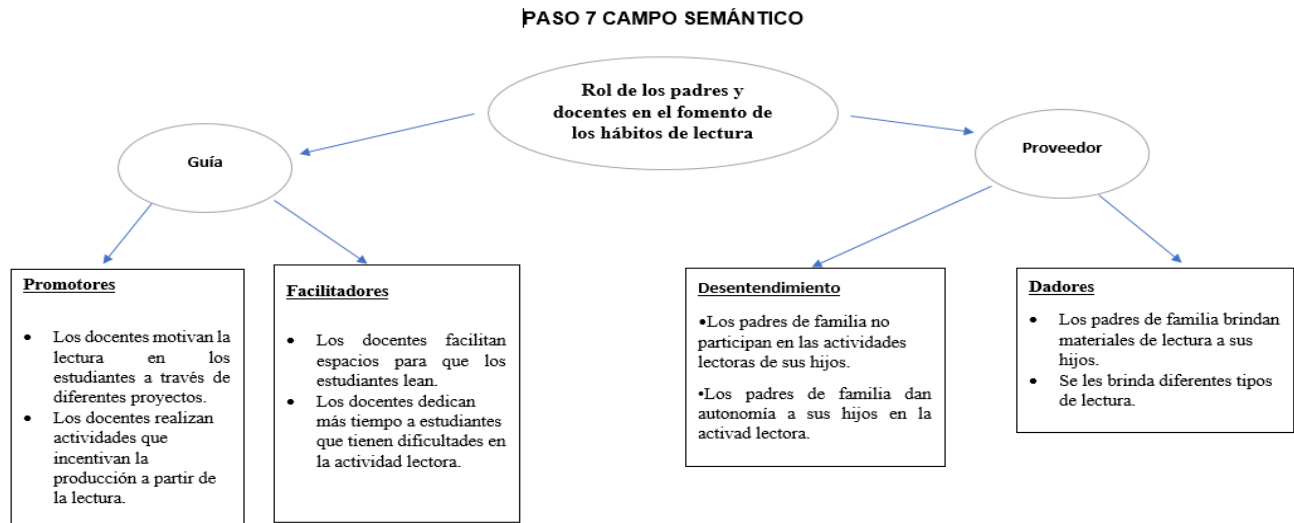 PASO 7 CAMPO SEMÁNTICO
Rol de los padres y
docentes en el fomento de
los hábitos de lectura
Guía
Proveedor
Promotores
• Los docentes motivan la
lectura en los
estudiantes a través de
diferentes proyectos.
• Los docentes realizan
actividades que
incentivan la
producción a partir de
la lectura.
Facilitadores
• Los docentes facilitan
espacios para que los
estudiantes lean.
• Los docentes dedican
más tiempo a estudiantes
que tienen dificultades en
la actividad lectora.
Desentendimiento
•Los padres de familia no
participan en las actividades
lectoras de sus hijos.
•Los padres de familia dan
autonomía a sus hijos en la
activad lectora.
Dadores
• Los padres de familia brindan
materiales de lectura a sus
hijos.
• Se les brinda diferentes tipos
de lectura.